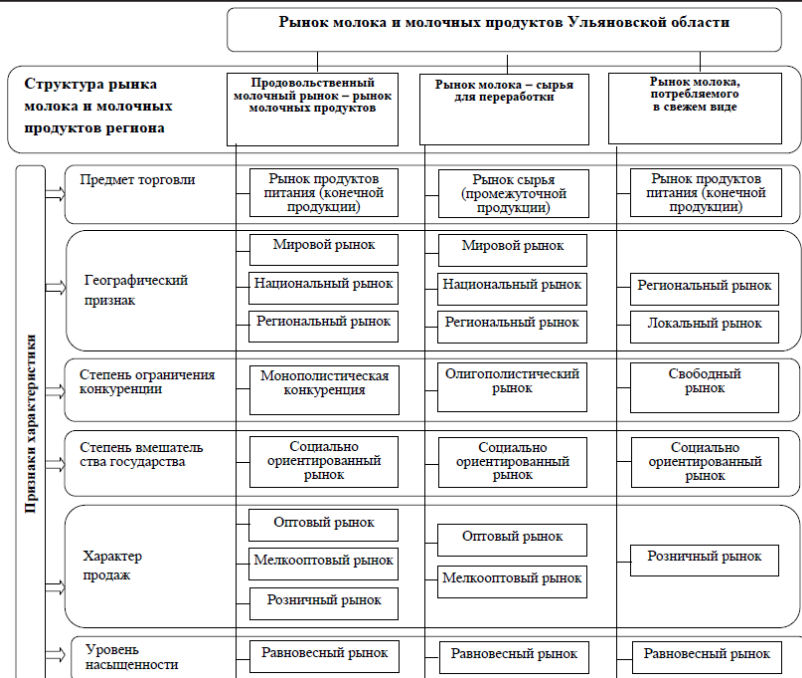 Рынок молока и молочных продуктов Ульяновской области
Структура рынка
молока и молочных
продуктов региона
Продовольственный
молочный рынок – рынок
молочных продуктов
Рынок молока – сырья
для переработки
Рынок молока,
потребляемого
в свежем виде
Признаки характеристики
Предмет торговли
Рынок продуктов
питания (конечной
продукции)
Рынок сырья
(промежуточной
продукции)
Рынок продуктов
питания (конечной
продукции)
Географический
признак
Мировой рынок
Национальный рынок
Региональный рынок
Мировой рынок
Национальный рынок
Региональный рынок
Региональный рынок
Локальный рынок
Степень ограничения
конкуренции
Монополистическая
конкуренция
Олигополистический
рынок
Свободный
рынок
Степень вмешатель
ства государства
Социально
ориентированный
рынок
Социально
ориентированный
рынок
Социально
ориентированный
рынок
Характер
продаж
Оптовый рынок
Мелкооптовый рынок
Розничный рынок
Оптовый рынок
Мелкооптовый рынок
Розничный рынок
Уровень
насыщенности
Равновесный рынок
Равновесный рынок
Равновесный рынок